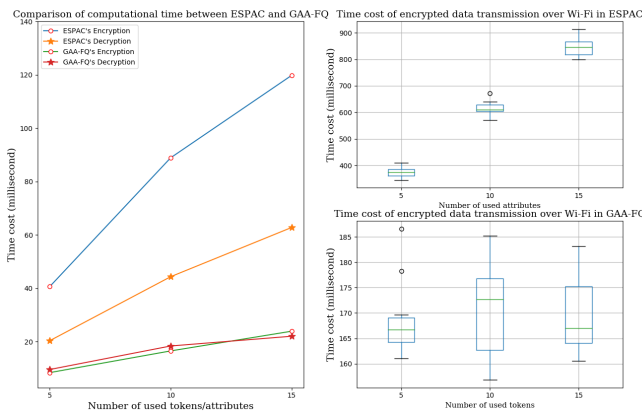 Comparison of computational time between ESPAC and GAA-FQ
ESPAC's Encryption
ESPAC's Decryption
GAA-FQ's Encryption
GAA-FQ's Decryption
Time cost (millisecond)
140
120
100
80
60
40
20
5
10
15
Number of used tokens/attributes
Time cost of encrypted data transmission over Wi-Fi in ESPAC
Time cost (millisecond)
900
800
700
600
500
400
5
10
15
Number of used attributes
Time cost of encrypted data transmission over Wi-Fi in GAA-FQ
Time cost (millisecond)
185
180
175
170
165
160
5
10
15
Number of used tokens